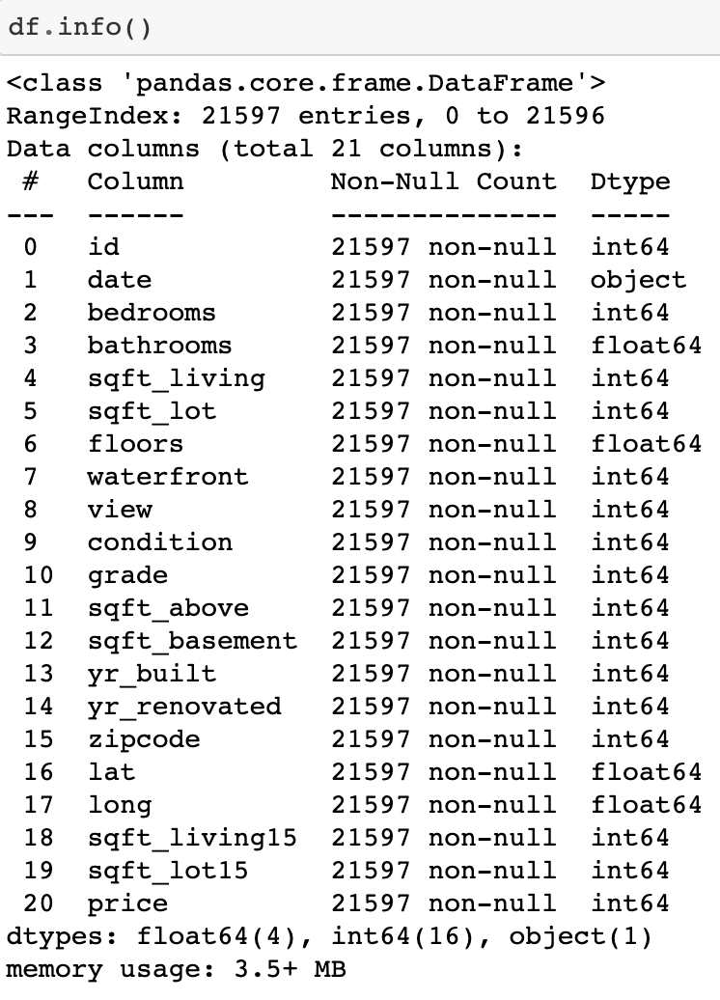 df.info()
<class 'pandas.core.frame.DataFrame'>
RangeIndex: 21597 entries, 0 to 21596
Data columns (total 21 columns):
 #   Column         Non-Null Count  Dtype
---  ------         --------------  -----
 0   id             21597 non-null  int64
 1   date           21597 non-null  object
 2   bedrooms       21597 non-null  int64
 3   bathrooms      21597 non-null  float64
 4   sqft_living    21597 non-null  int64
 5   sqft_lot       21597 non-null  int64
 6   floors         21597 non-null  float64
 7   waterfront     21597 non-null  int64
 8   view           21597 non-null  int64
 9   condition      21597 non-null  int64
 10  grade          21597 non-null  int64
 11  sqft_above     21597 non-null  int64
 12  sqft_basement  21597 non-null  int64
 13  yr_built       21597 non-null  int64
 14  yr_renovated   21597 non-null  int64
 15  zipcode        21597 non-null  int64
 16  lat            21597 non-null  float64
 17  long           21597 non-null  float64
 18  sqft_living15  21597 non-null  int64
 19  sqft_lot15     21597 non-null  int64
 20  price          21597 non-null  int64
dtypes: float64(4), int64(16), object(1)
memory usage: 3.5+ MB